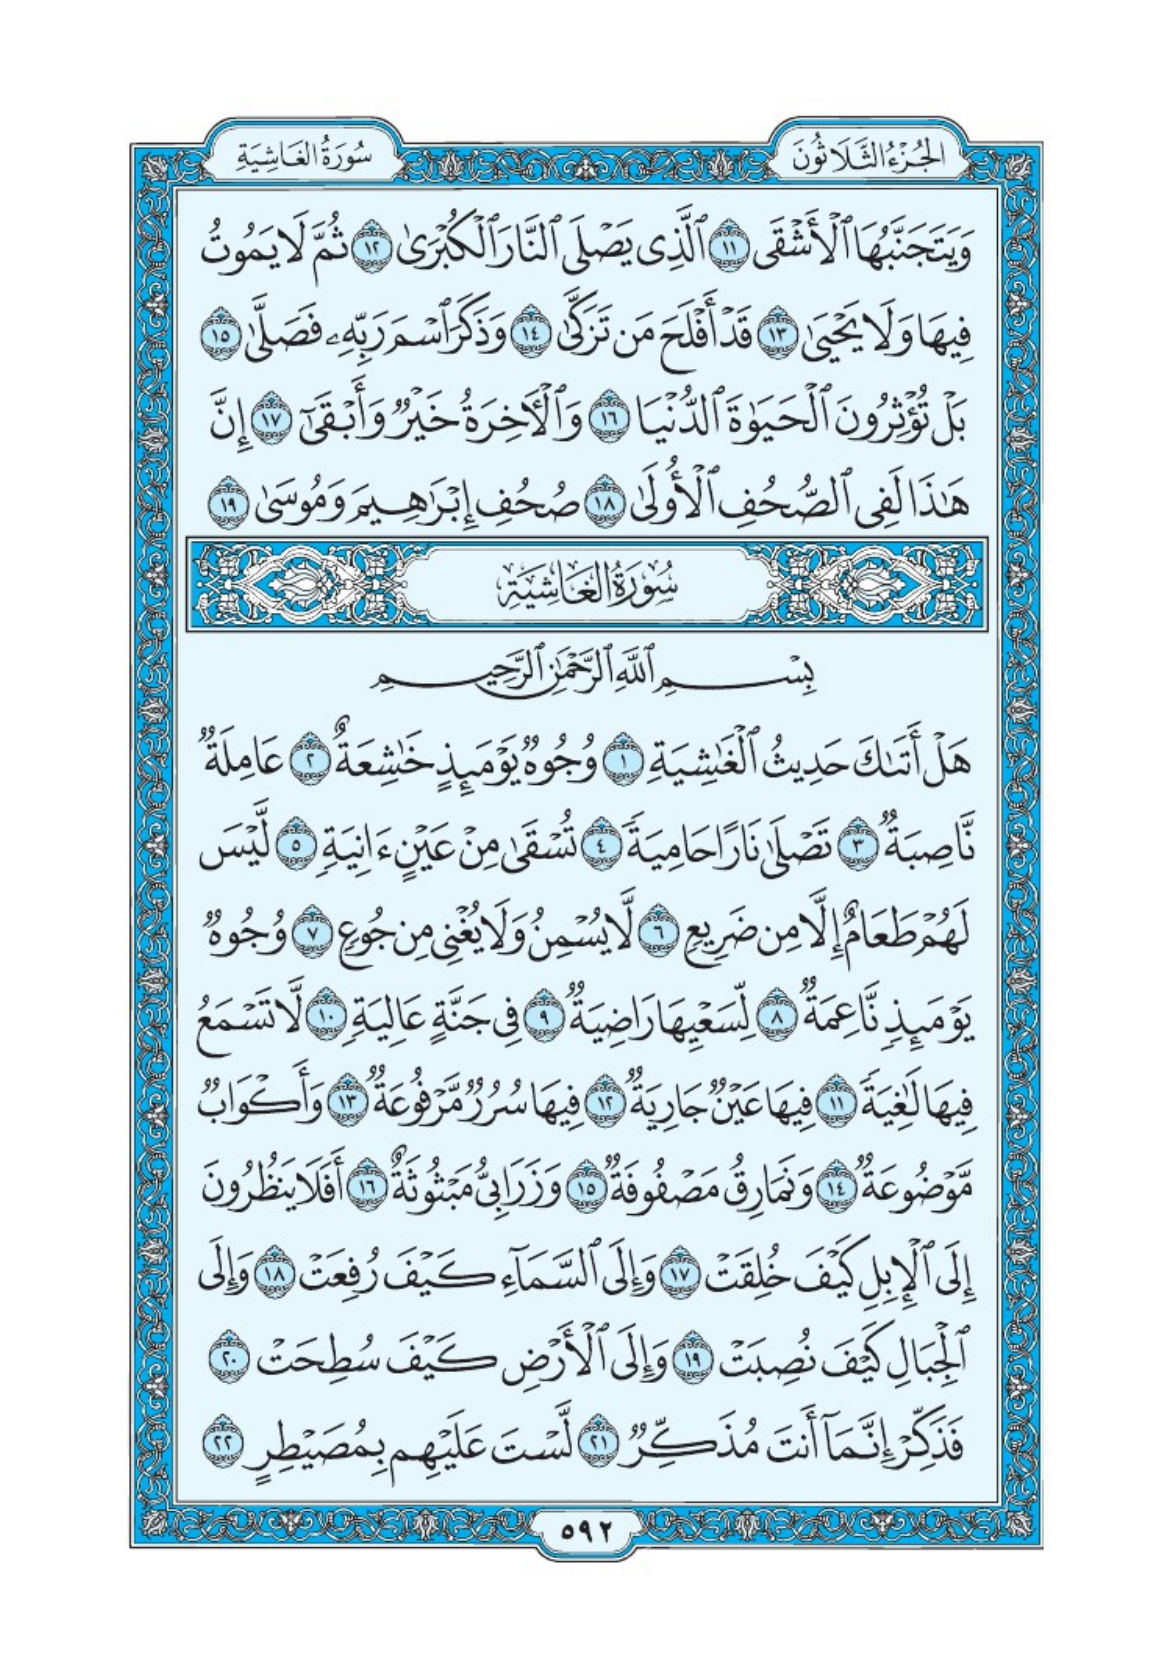 الجُزْءُ الثَّلَاثُونَ
سُورَةُ الغَاشِيَةِ
وَيَتَجَنَّبُهَا ٱلْأَشْقَى ١١ ٱلَّذِى يَصْلَى ٱلنَّارَ ٱلْكُبْرَىٰ ١٢ ثُمَّ لَا يَمُوتُ
فِيهَا وَلَا يَحْيَىٰ ١٣ قَدْ أَفْلَحَ مَن تَزَكَّىٰ ١٤ وَذَكَرَ ٱسْمَ رَبِّهِۦ فَصَلَّىٰ ١٥
بَلْ تُؤْثِرُونَ ٱلْحَيَوٰةَ ٱلدُّنْيَا ١٦ وَٱلْأَخِرَةُ خَيْرٌ وَأَبْقَىٰٓ ١٧ إِنَّ
هَٰذَا لَفِى ٱلصُّحُفِ ٱلْأُولَىٰ ١٨ صُحُفِ إِبْرَٰهِيمَ وَمُوسَىٰ ١٩
سُورَةُ الغَاشِيَةِ
بِسْمِ ٱللَّهِ ٱلرَّحْمَٰنِ ٱلرَّحِيمِ
هَلْ أَتَىٰكَ حَدِيثُ ٱلْغَٰشِيَةِ ١ وُجُوهٌ يَوْمَئِذٍ خَٰشِعَةٌ ٢ عَامِلَةٌ
نَّاصِبَةٌ ٣ تَصْلَىٰ نَارًا حَامِيَةً ٤ تُسْقَىٰ مِنْ عَيْنٍ ءَانِيَةٍ ٥ لَّيْسَ
لَهُمْ طَعَامٌ إِلَّا مِن ضَرِيعٍ ٦ لَّا يُسْمِنُ وَلَا يُغْنِى مِن جُوعٍ ٧ وُجُوهٌ
يَوْمَئِذٍ نَّاعِمَةٌ ٨ لِّسَعْيِهَا رَاضِيَةٌ ٩ فِى جَنَّةٍ عَالِيَةٍ ١٠ لَّا تَسْمَعُ
فِيهَا لَٰغِيَةً ١١ فِيهَا عَيْنٌ جَارِيَةٌ ١٢ فِيهَا سُرُرٌ مَّرْفُوعَةٌ ١٣ وَأَكْوَابٌ
مَّوْضُوعَةٌ ١٤ وَنَمَارِقُ مَصْفُوفَةٌ ١٥ وَزَرَابِىُّ مَبْثُوثَةٌ ١٦ أَفَلَا يَنظُرُونَ
إِلَى ٱلْإِبِلِ كَيْفَ خُلِقَتْ ١٧ وَإِلَى ٱلسَّمَآءِ كَيْفَ رُفِعَتْ ١٨ وَإِلَى
ٱلْجِبَالِ كَيْفَ نُصِبَتْ ١٩ وَإِلَى ٱلْأَرْضِ كَيْفَ سُطِحَتْ ٢٠
فَذَكِّرْ إِنَّمَآ أَنتَ مُذَكِّرٌ ٢١ لَّسْتَ عَلَيْهِم بِمُصَيْطِرٍ ٢٢
٥٩٢